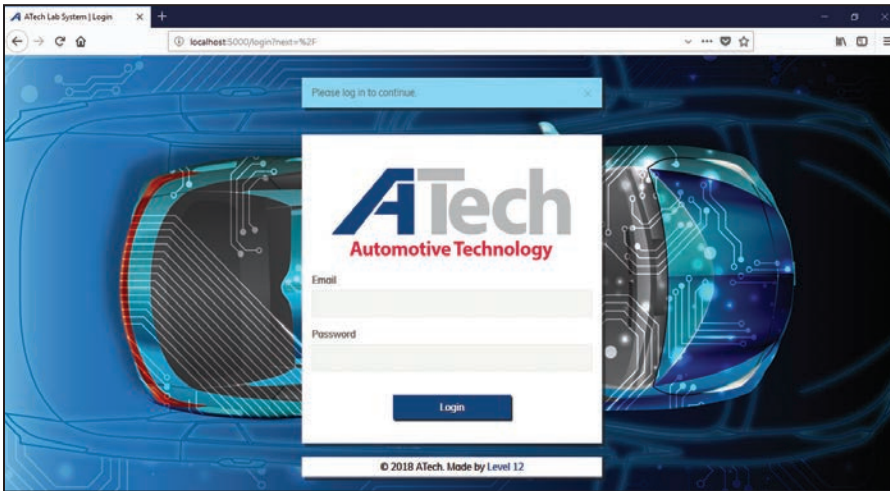 ATech Lab System | Login
localhost:5000/login?next=%2F
Please log in to continue.
ATech
Automotive Technology
Email
Password
Login
© 2018 ATech. Made by Level 12